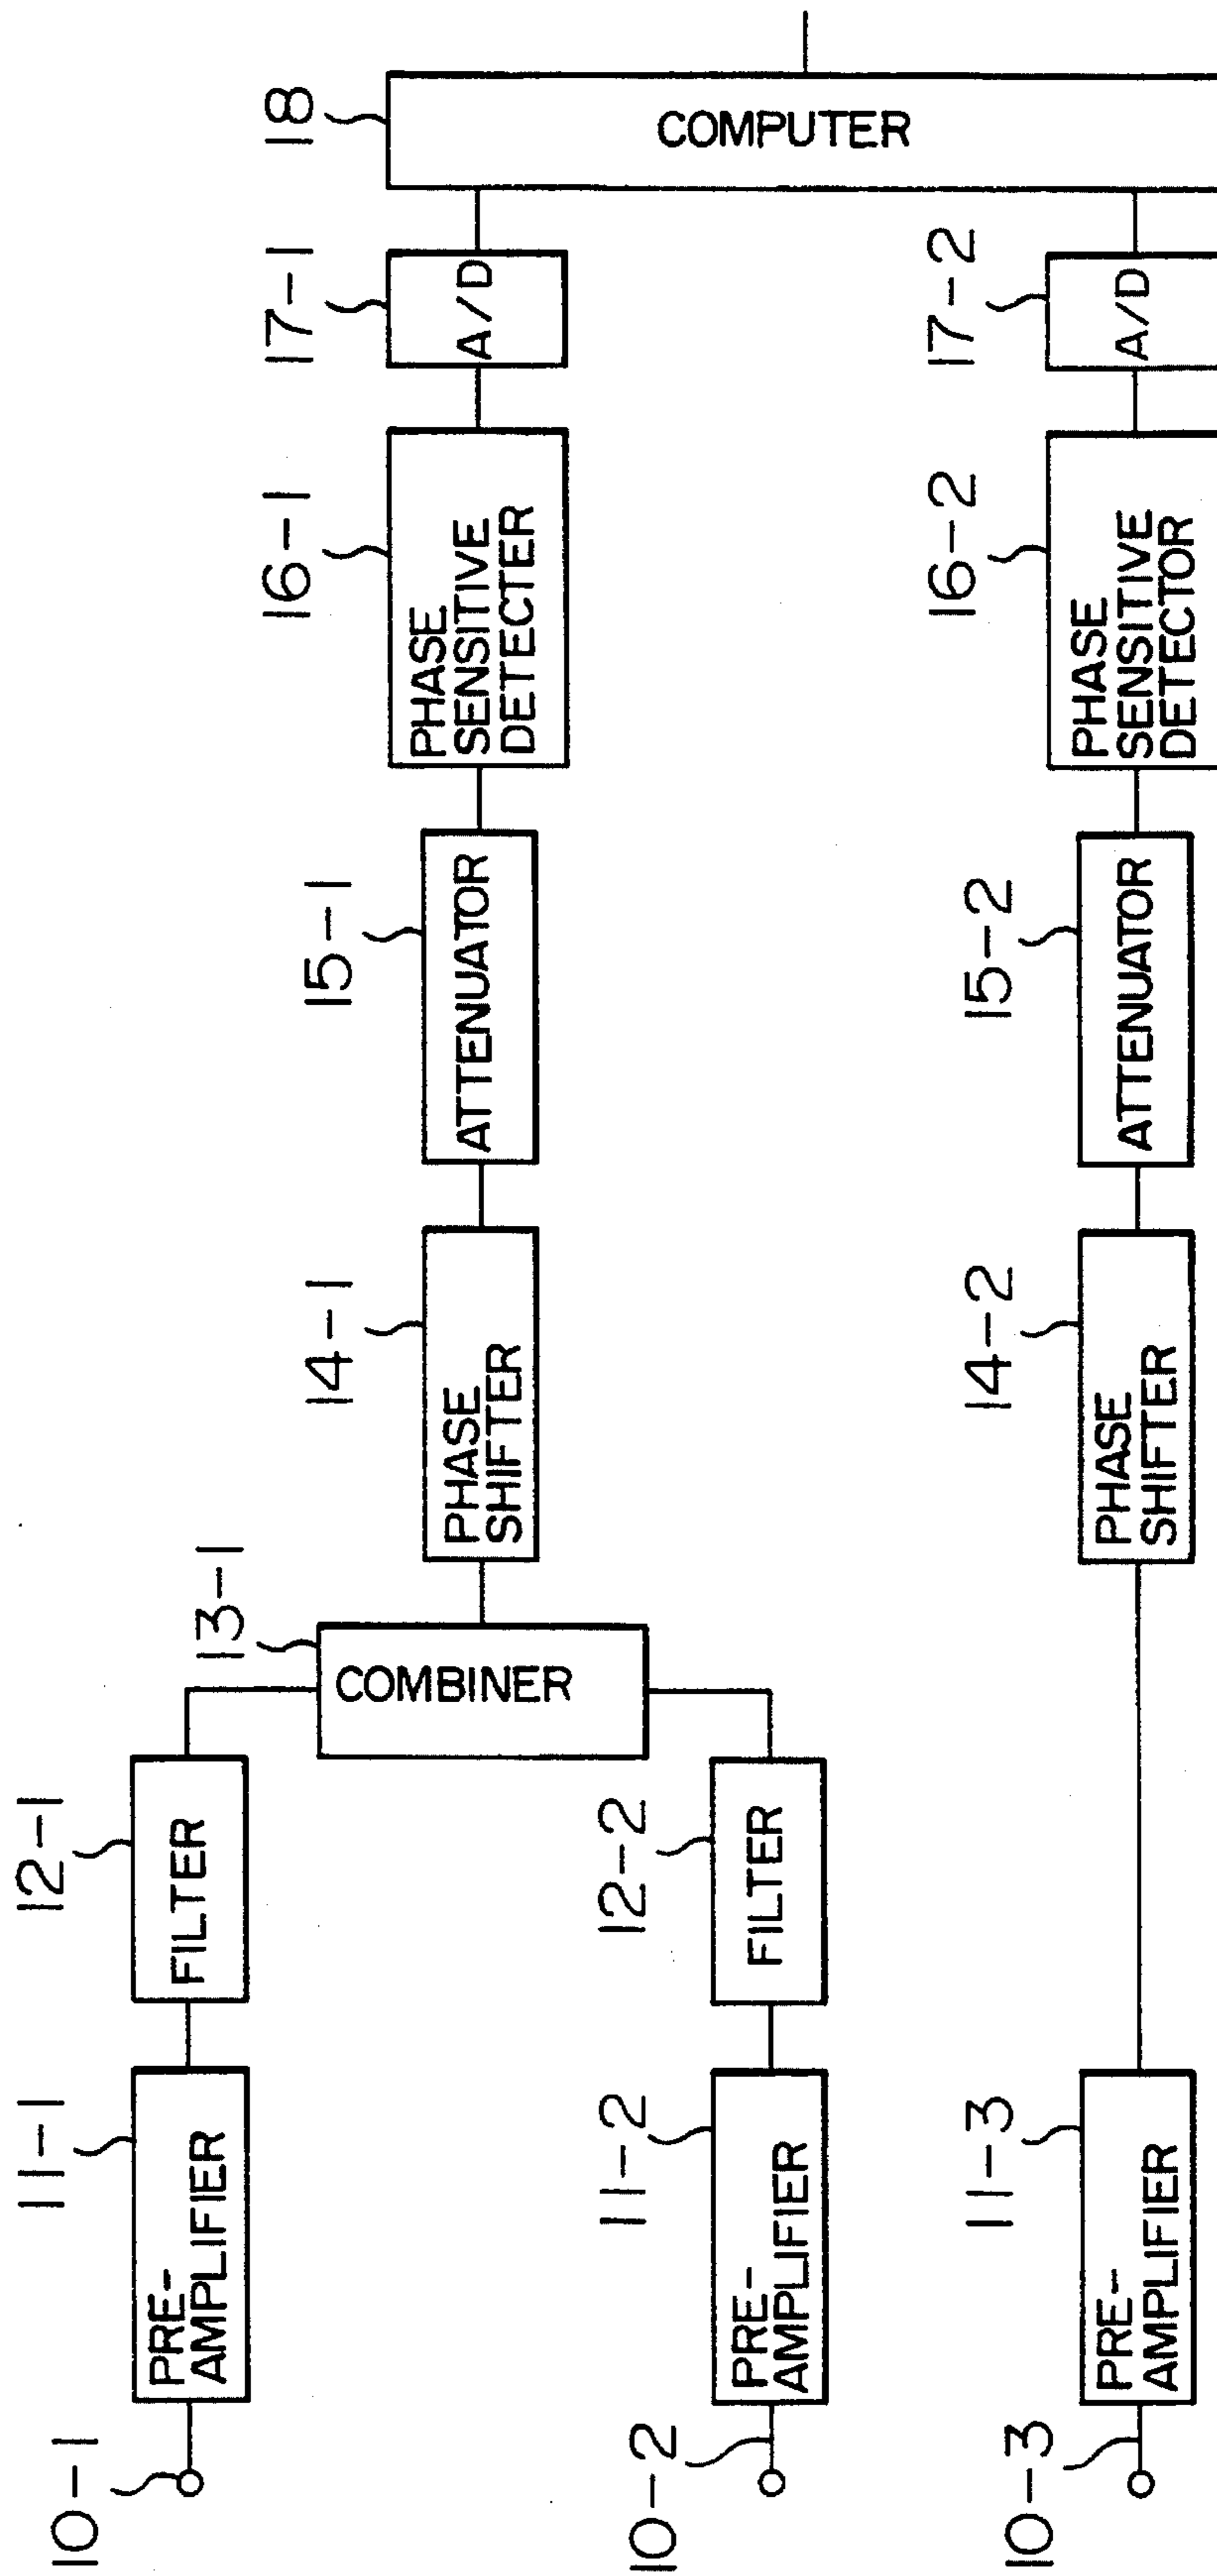 10-1
PRE-
AMPLIFIER
11-1
FILTER
12-1
10-2
PRE-
AMPLIFIER
11-2
FILTER
12-2
COMBINER
13-1
PHASE
SHIFTER
14-1
ATTENUATOR
15-1
PHASE
SENSITIVE
DETECTER
16-1
A/D
17-1
COMPUTER
18
10-3
PRE-
AMPLIFIER
11-3
PHASE
SHIFTER
14-2
ATTENUATOR
15-2
PHASE
SENSITIVE
DETECTOR
16-2
A/D
17-2